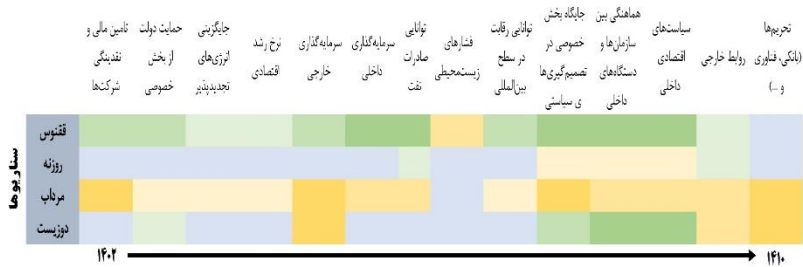 تحریم‌ها
(بانکی، فناوری
و ...)
روابط خارجی
سیاست‌های
اقتصادی
داخلی
هماهنگی بین
سازمان‌ها و
دستگاه‌های
داخلی
جایگاه بخش
خصوصی در
تصمیم‌گیری‌ها
ی سیاستی
توانایی رقابت
در سطح
بین‌المللی
فشارهای
زیست‌محیطی
توانایی
صادرات
نفت
سرمایه‌گذاری
داخلی
سرمایه‌گذاری
خارجی
نرخ رشد
اقتصادی
جایگزینی
انرژی‌های
تجدیدپذیر
حمایت دولت
از بخش
خصوصی
تامین مالی و
نقدینگی
شرکت‌ها
سناریوها
ققنوس
روزنه
مرداب
دوزیست
۱۴۰۲
۱۴۱۰